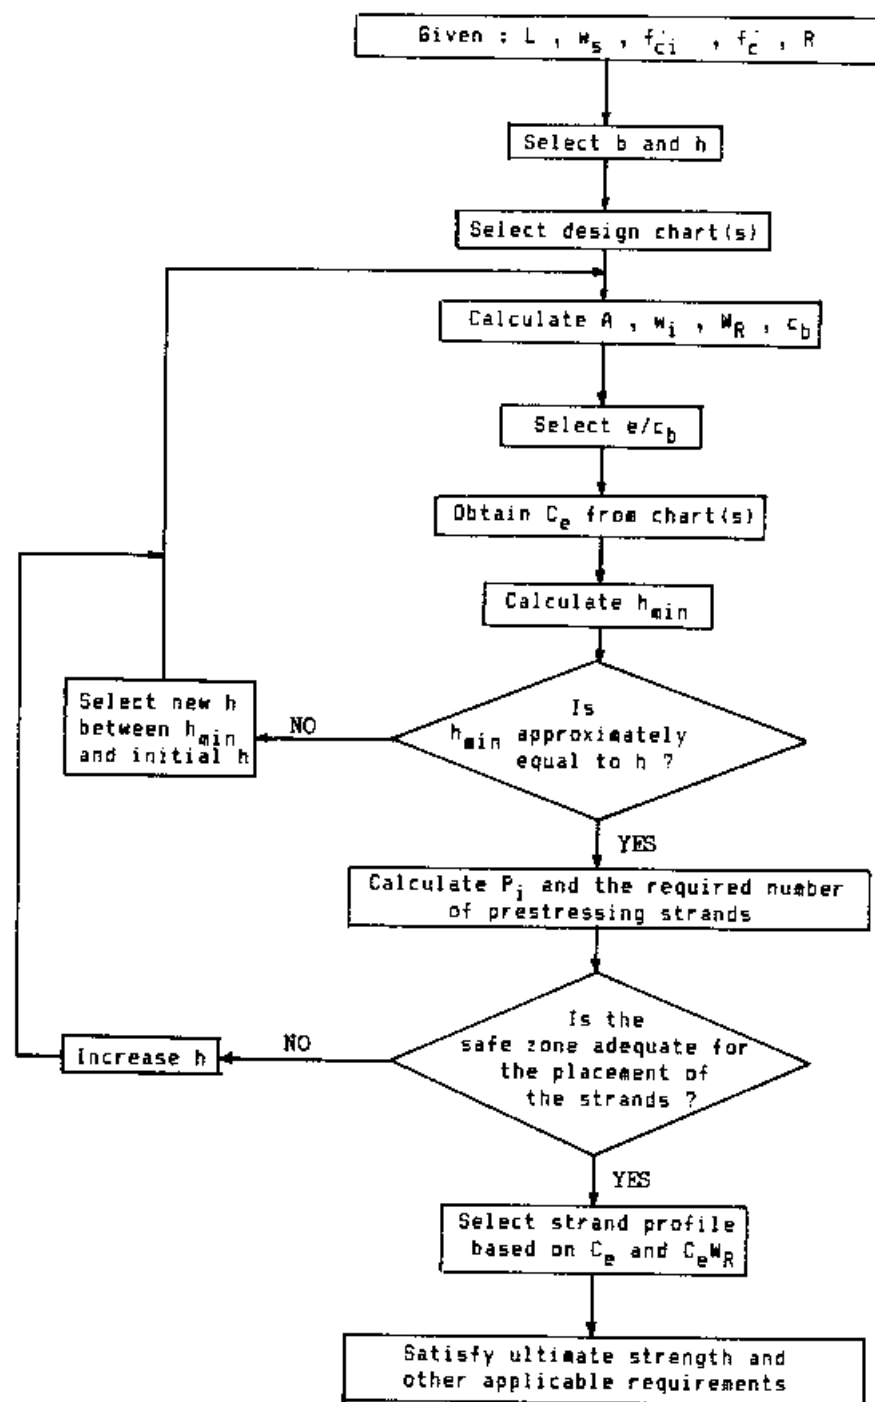 Given : L , w_s , f'_ci , f'_c , R
Select b and h
Select design chart(s)
Calculate A , w_i , W_R , c_b
Select e/c_b
Obtain C_e from chart(s)
Calculate h_min
Is
h_min approximately
equal to h ?
NO
Select new h
between h_min
and initial h
YES
Calculate P_i and the required number
of prestressing strands
Is the
safe zone adequate for
the placement of
the strands ?
NO
Increase h
YES
Select strand profile
based on C_e and C_e W_R
Satisfy ultimate strength and
other applicable requirements